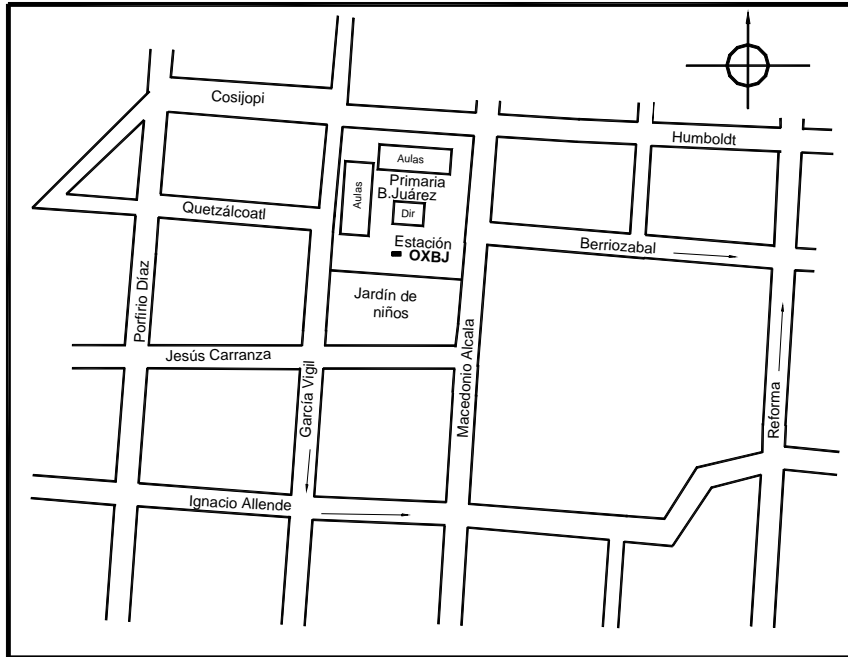 Cosijopi
Humboldt
Aulas
Aulas
Primaria
B.Juárez
Dir
Quetzálcoatl
Estación
OXBJ
Berriozabal
Jardín de
niños
Porfirio Díaz
Jesús Carranza
García Vigil
Macedonio Alcala
Reforma
Ignacio Allende